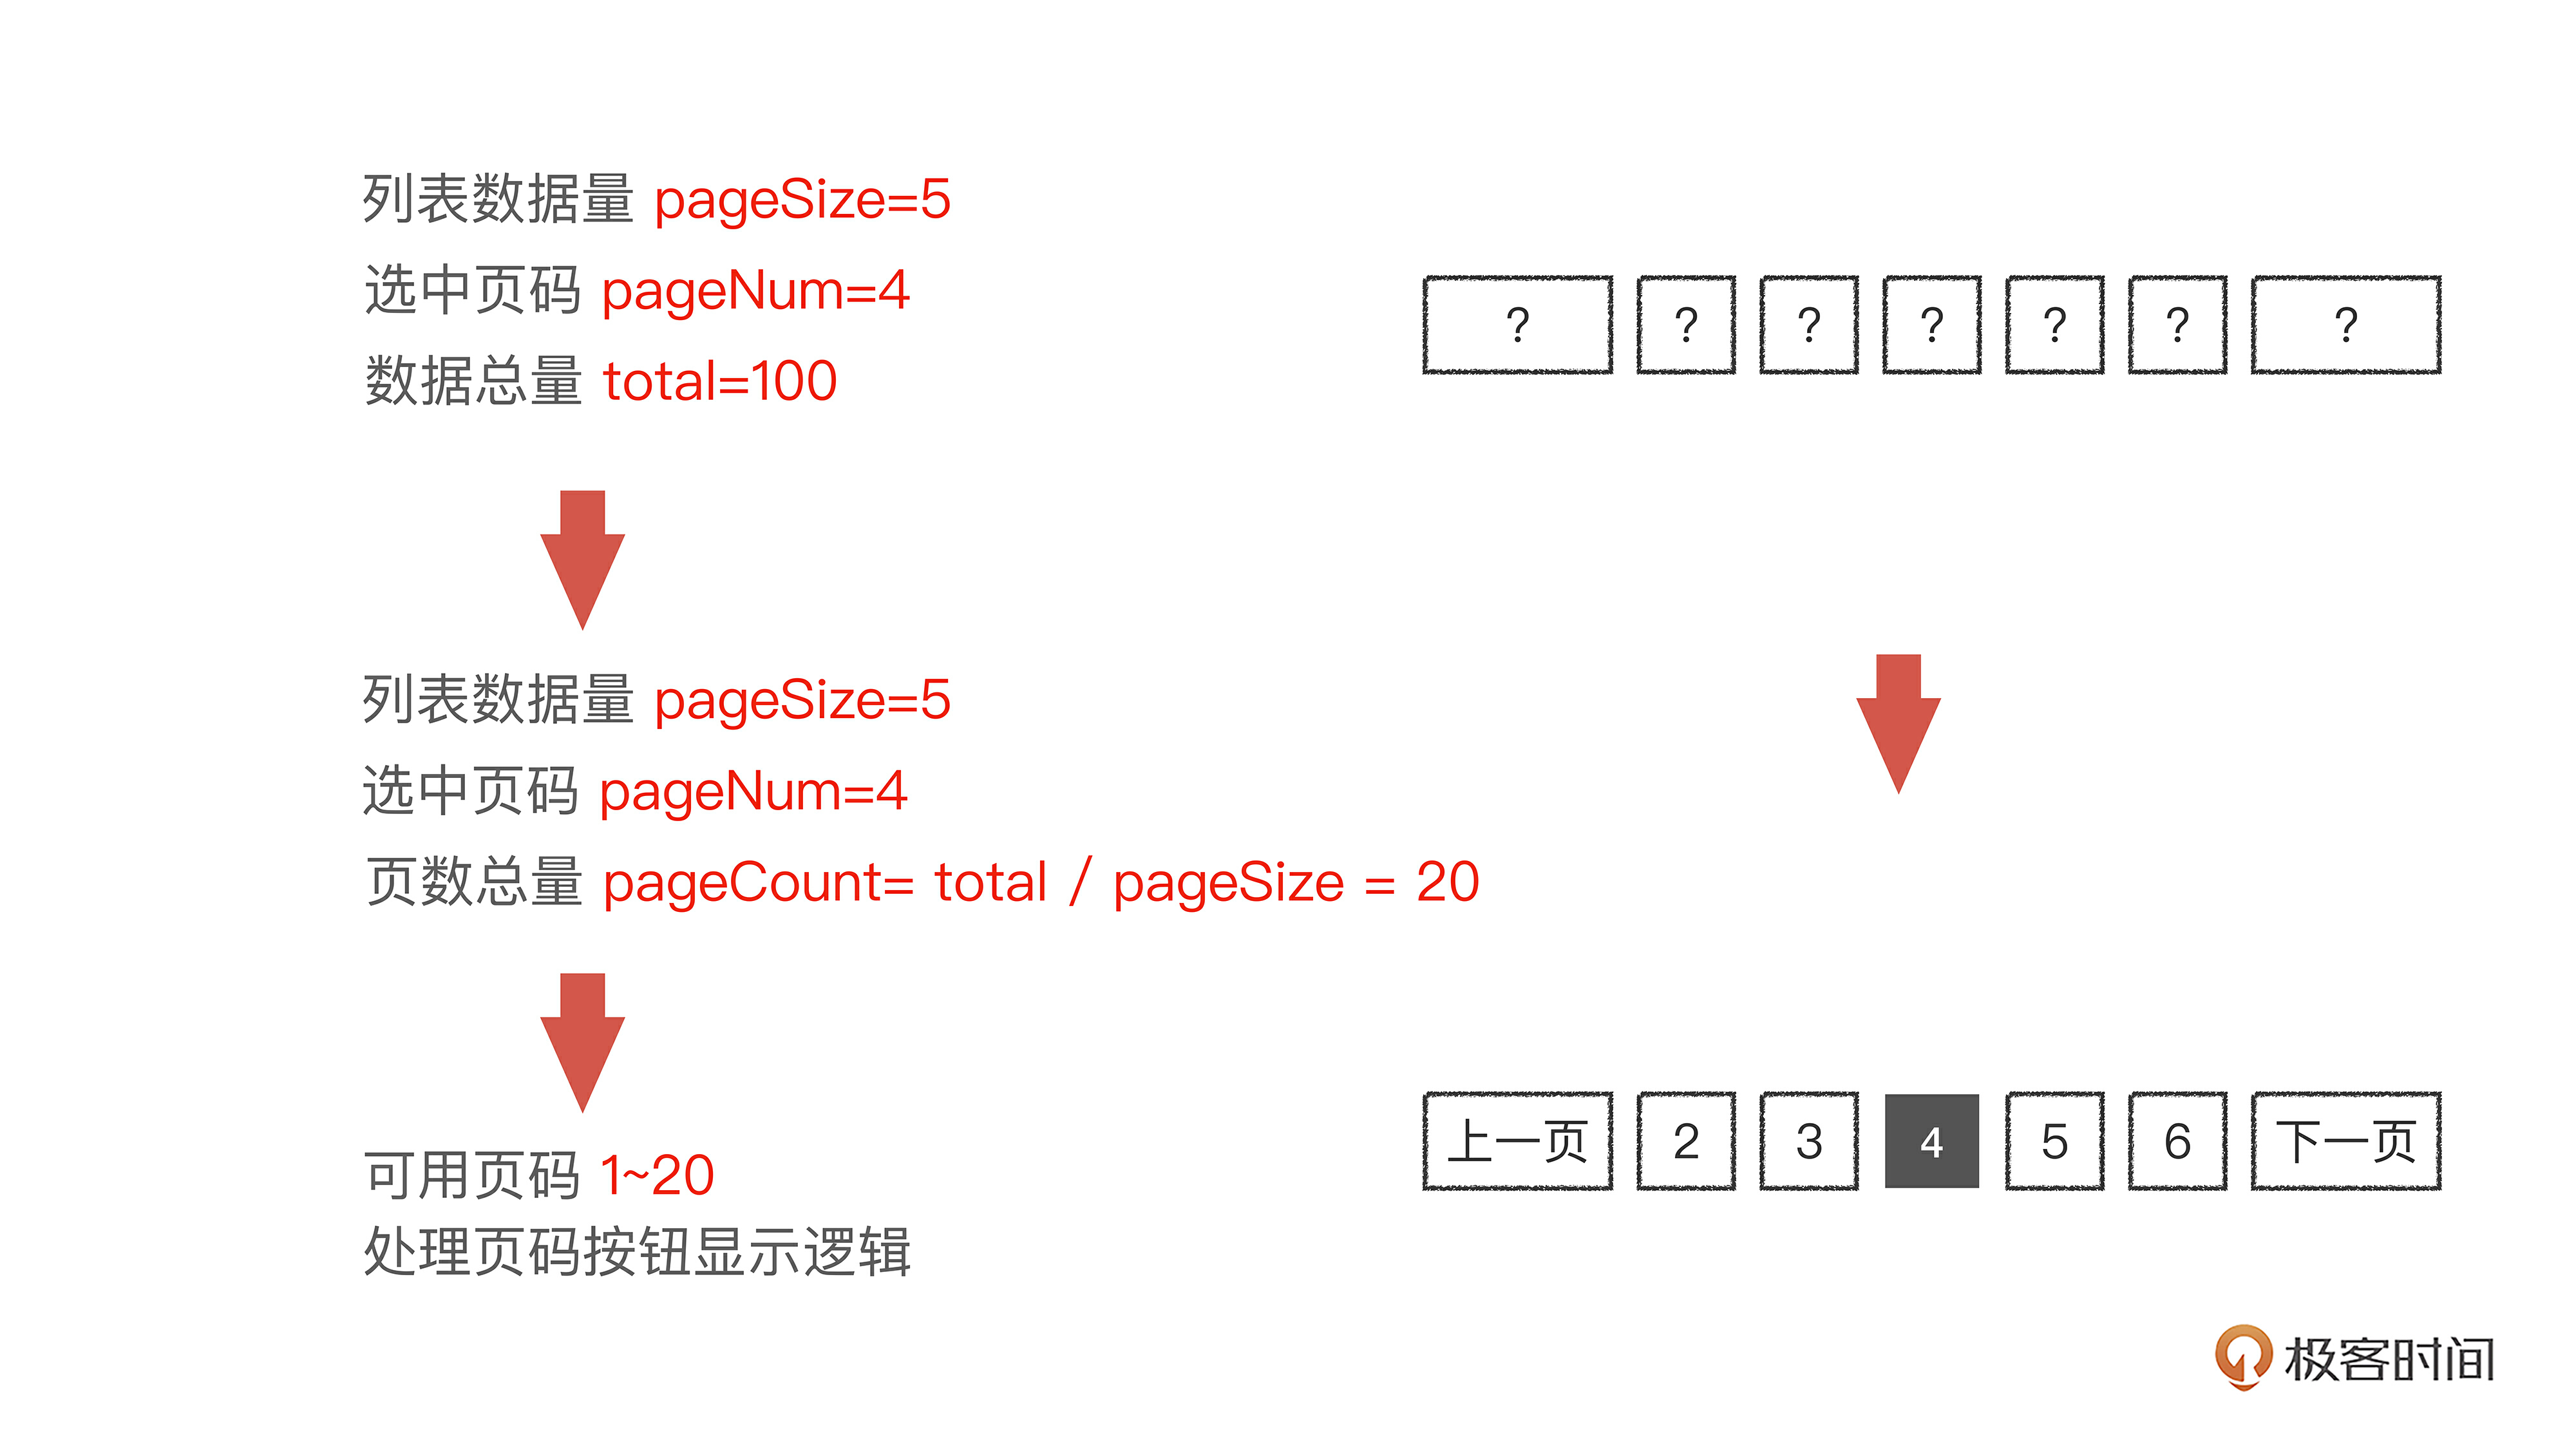 列表数据量 pageSize=5
选中页码 pageNum=4
数据总量 total=100
? ? ? ? ? ? ?
列表数据量 pageSize=5
选中页码 pageNum=4
页数总量 pageCount= total / pageSize = 20
可用页码 1~20
处理页码按钮显示逻辑
上一页 2 3 4 5 6 下一页
极客时间